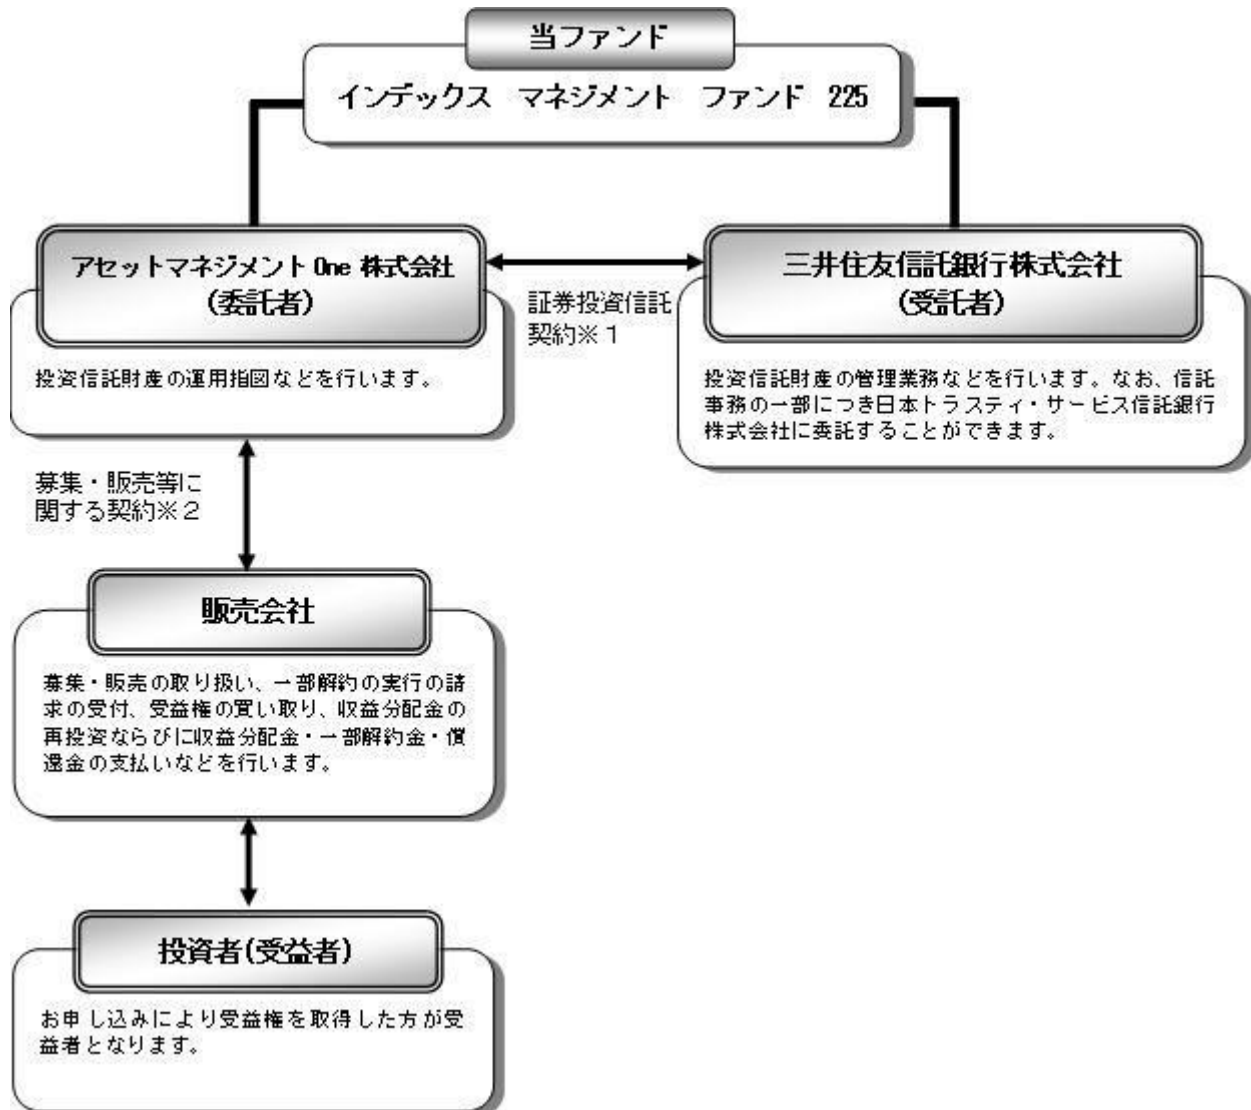 当ファンド
インデックス マネジメント ファンド 225
アセットマネジメント One 株式会社
(委託者)
投資信託財産の運用指図などを行います。
証券投資信託
契約※1
三井住友信託銀行株式会社
(受託者)
投資信託財産の管理業務などを行います。なお、信託
事務の一部につき日本トラスティ・サービス信託銀行
株式会社に委託することができます。
募集・販売等に
関する契約※2
販売会社
募集・販売の取り扱い、一部解約の実行の請
求の受付、受益権の買い取り、収益分配金の
再投資ならびに収益分配金・一部解約金・償
還金の支払いなどを行います。
投資者(受益者)
お申し込みにより受益権を取得した方が受
益者となります。